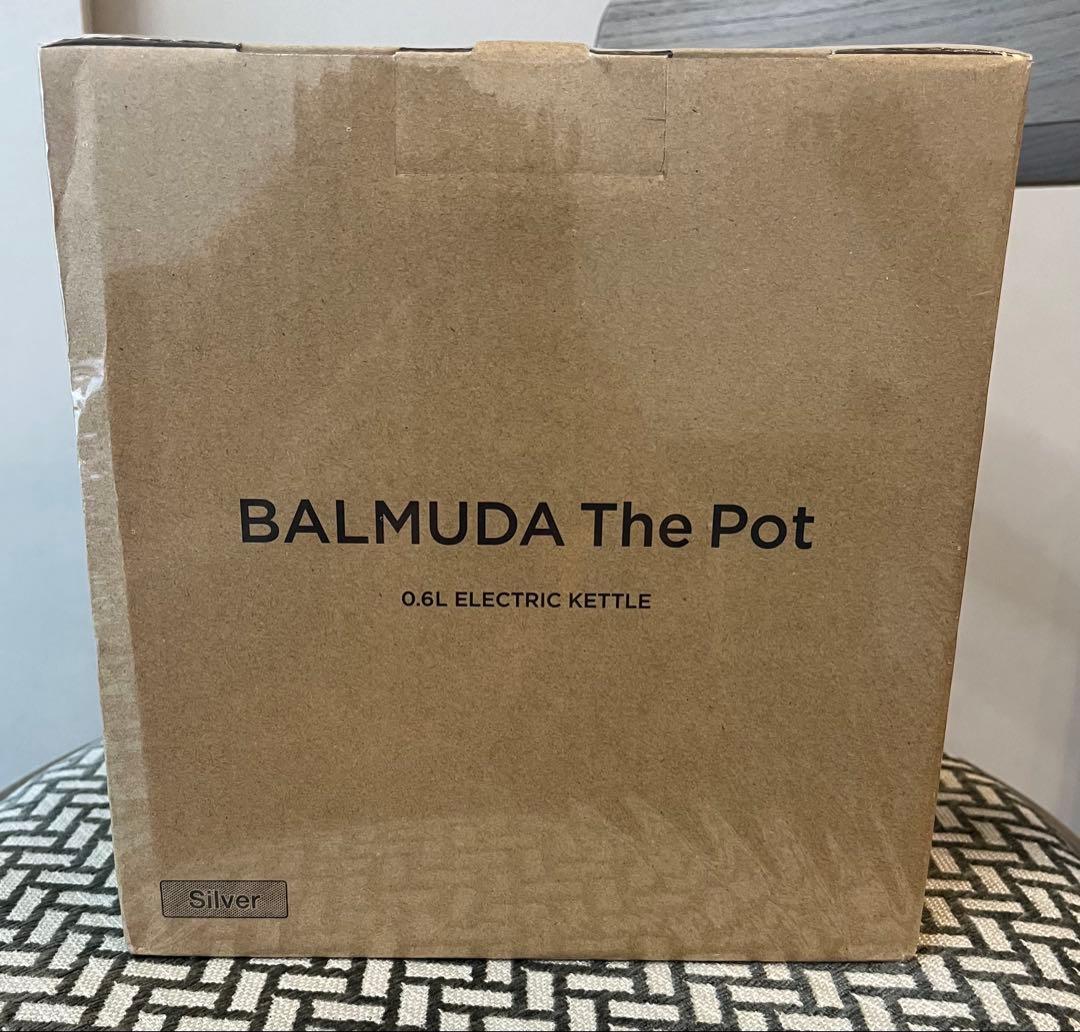 BALMUDA The Pot
0.6L ELECTRIC KETTLE
Silver